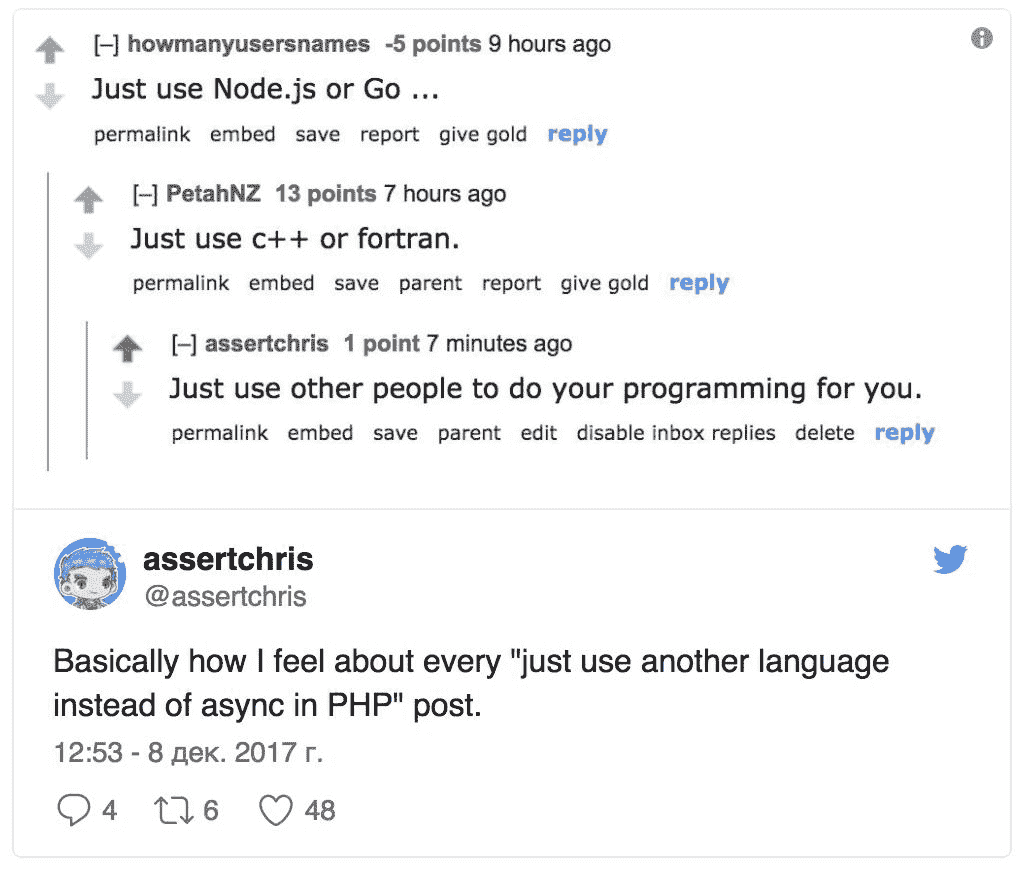 [–] howmanyusersnames -5 points 9 hours ago
Just use Node.js or Go ...
permalink embed save report give gold reply
[–] PetahNZ 13 points 7 hours ago
Just use c++ or fortran.
permalink embed save parent report give gold reply
[–] assertchris 1 point 7 minutes ago
Just use other people to do your programming for you.
permalink embed save parent edit disable inbox replies delete reply
assertchris
@assertchris
Basically how I feel about every "just use another language
instead of async in PHP" post.
12:53 - 8 дек. 2017 г.
4 6 48